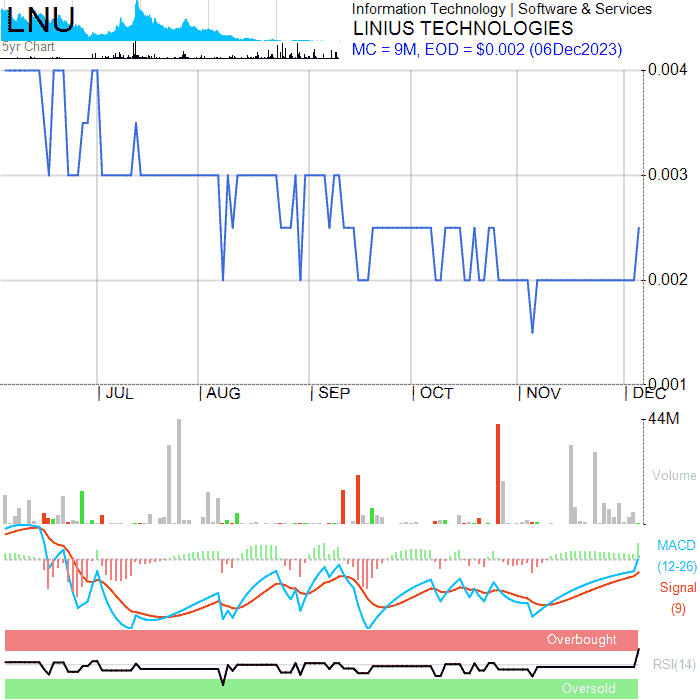 LNU
5yr Chart
Information Technology | Software & Services
LINIUS TECHNOLOGIES
MC = 9M, EOD = $0.002 (06Dec2023)
0.004
0.003
0.002
0.001
JUL AUG SEP OCT NOV DEC
44M
Volume
MACD
(12-26)
Signal
(9)
Overbought
RSI(14)
Oversold